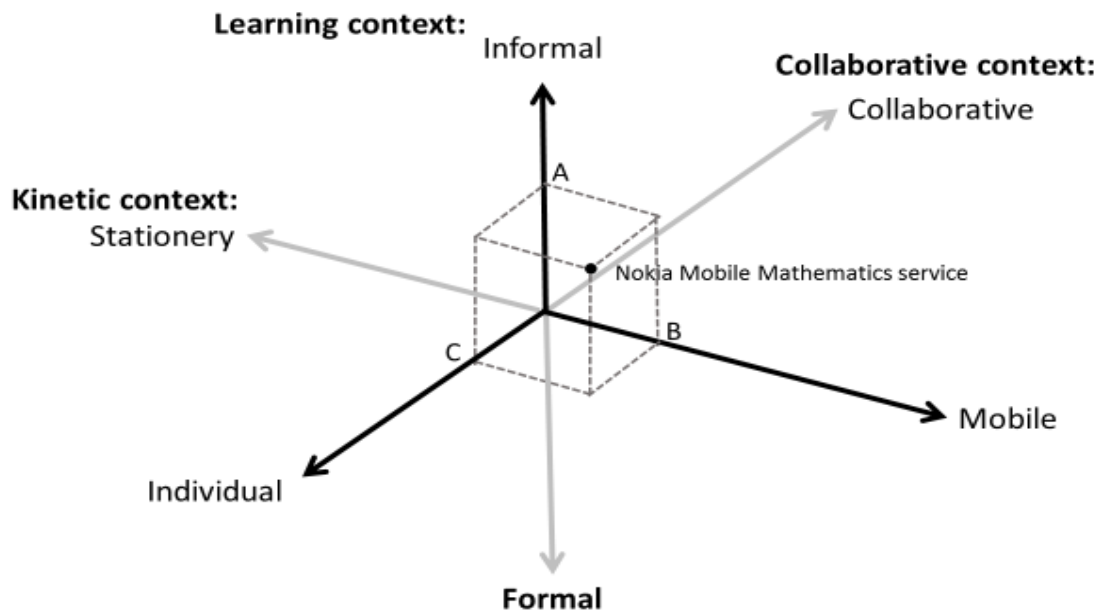 Learning context:
Informal
Collaborative context:
Collaborative
A
Kinetic context:
Stationery
Nokia Mobile Mathematics service
B
C
Mobile
Individual
Formal